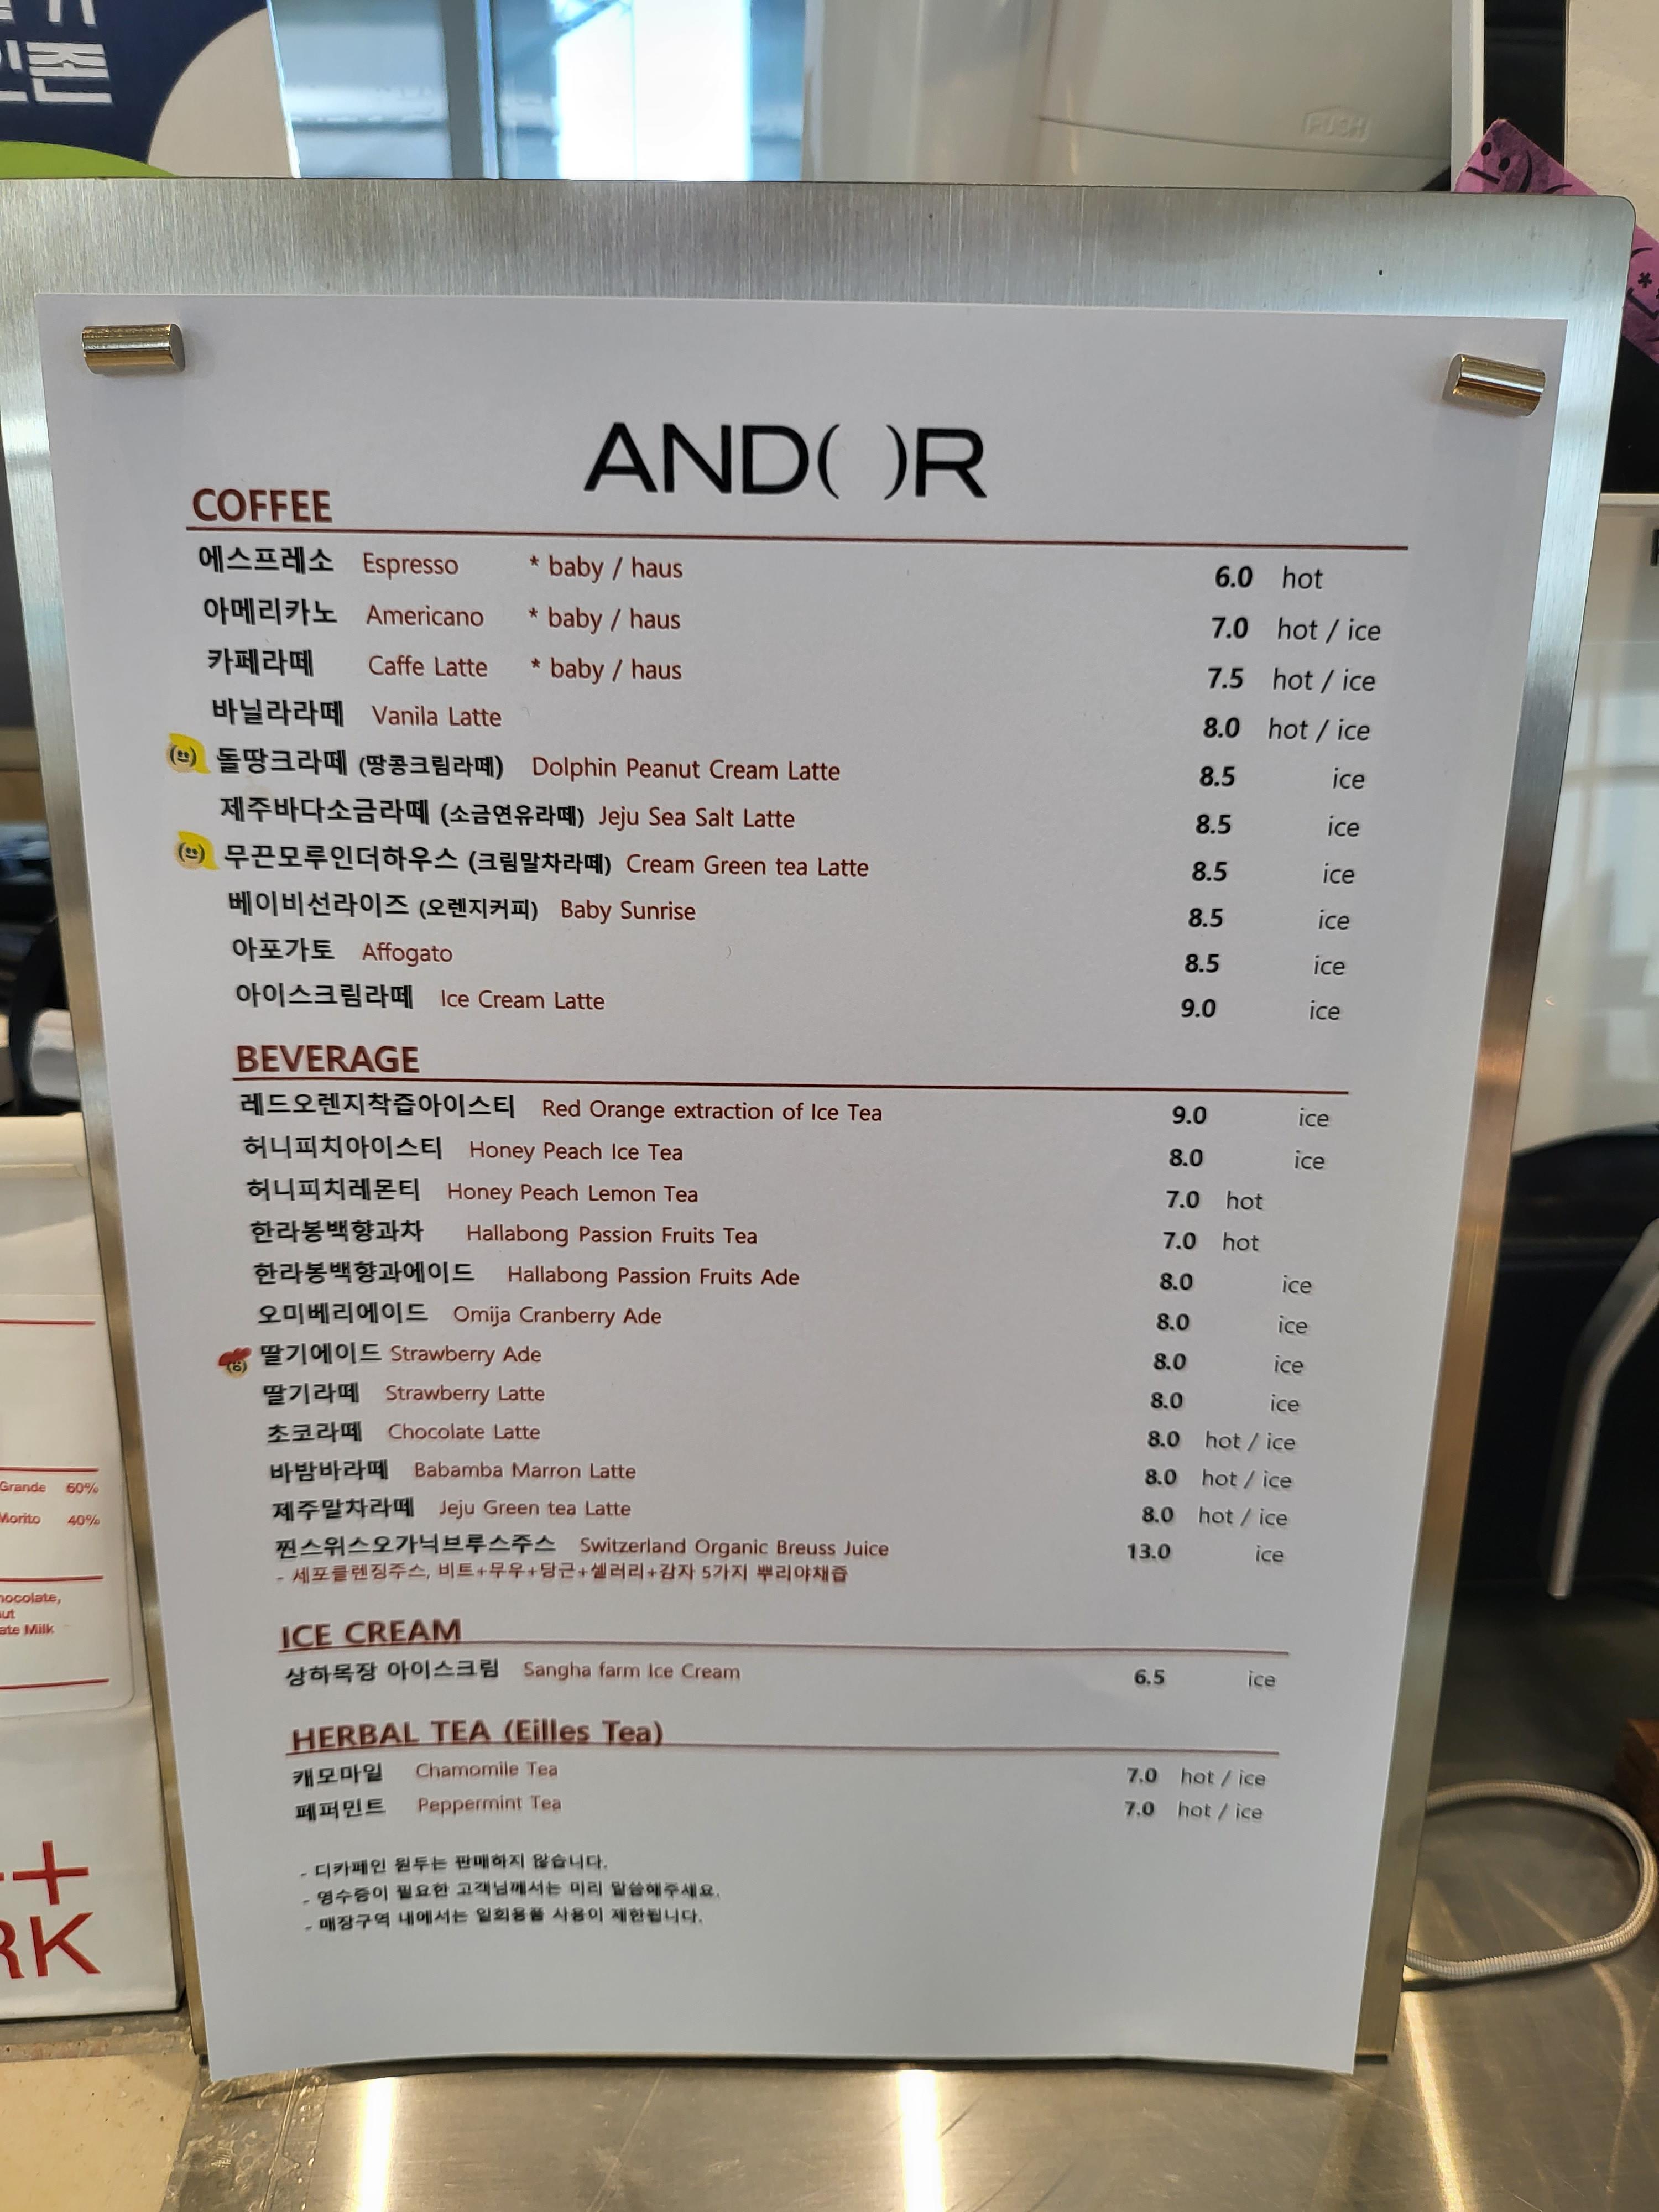 인존
PUSH
AND( )R
COFFEE
에스프레소 Espresso * baby / haus 6.0 hot
아메리카노 Americano * baby / haus 7.0 hot / ice
카페라떼 Caffe Latte * baby / haus 7.5 hot / ice
바닐라라떼 Vanila Latte 8.0 hot / ice
돌땅크라떼 (땅콩크림라떼) Dolphin Peanut Cream Latte 8.5 ice
제주바다소금라떼 (소금연유라떼) Jeju Sea Salt Latte 8.5 ice
무끈모루인더하우스 (크림말차라떼) Cream Green tea Latte 8.5 ice
베이비선라이즈 (오렌지커피) Baby Sunrise 8.5 ice
아포가토 Affogato 8.5 ice
아이스크림라떼 Ice Cream Latte 9.0 ice
BEVERAGE
레드오렌지착즙아이스티 Red Orange extraction of Ice Tea 9.0 ice
허니피치아이스티 Honey Peach Ice Tea 8.0 ice
허니피치레몬티 Honey Peach Lemon Tea 7.0 hot
한라봉백향과차 Hallabong Passion Fruits Tea 7.0 hot
한라봉백향과에이드 Hallabong Passion Fruits Ade 8.0 ice
오미베리에이드 Omija Cranberry Ade 8.0 ice
딸기에이드 Strawberry Ade 8.0 ice
딸기라떼 Strawberry Latte 8.0 ice
초코라떼 Chocolate Latte 8.0 hot / ice
바밤바라떼 Babamba Marron Latte 8.0 hot / ice
제주말차라떼 Jeju Green tea Latte 8.0 hot / ice
찐스위스오가닉브루스주스 Switzerland Organic Breuss Juice 13.0 ice
- 세포클렌징주스, 비트+무우+당근+셀러리+감자 5가지 뿌리야채즙
ICE CREAM
상하목장 아이스크림 Sangha farm Ice Cream 6.5 ice
HERBAL TEA (Eilles Tea)
캐모마일 Chamomile Tea 7.0 hot / ice
페퍼민트 Peppermint Tea 7.0 hot / ice
- 디카페인 원두는 판매하지 않습니다.
- 영수증이 필요한 고객님께서는 미리 말씀해주세요.
- 매장구역 내에서는 일회용품 사용이 제한됩니다.
Grande 60%
Morito 40%
ate Milk
RK